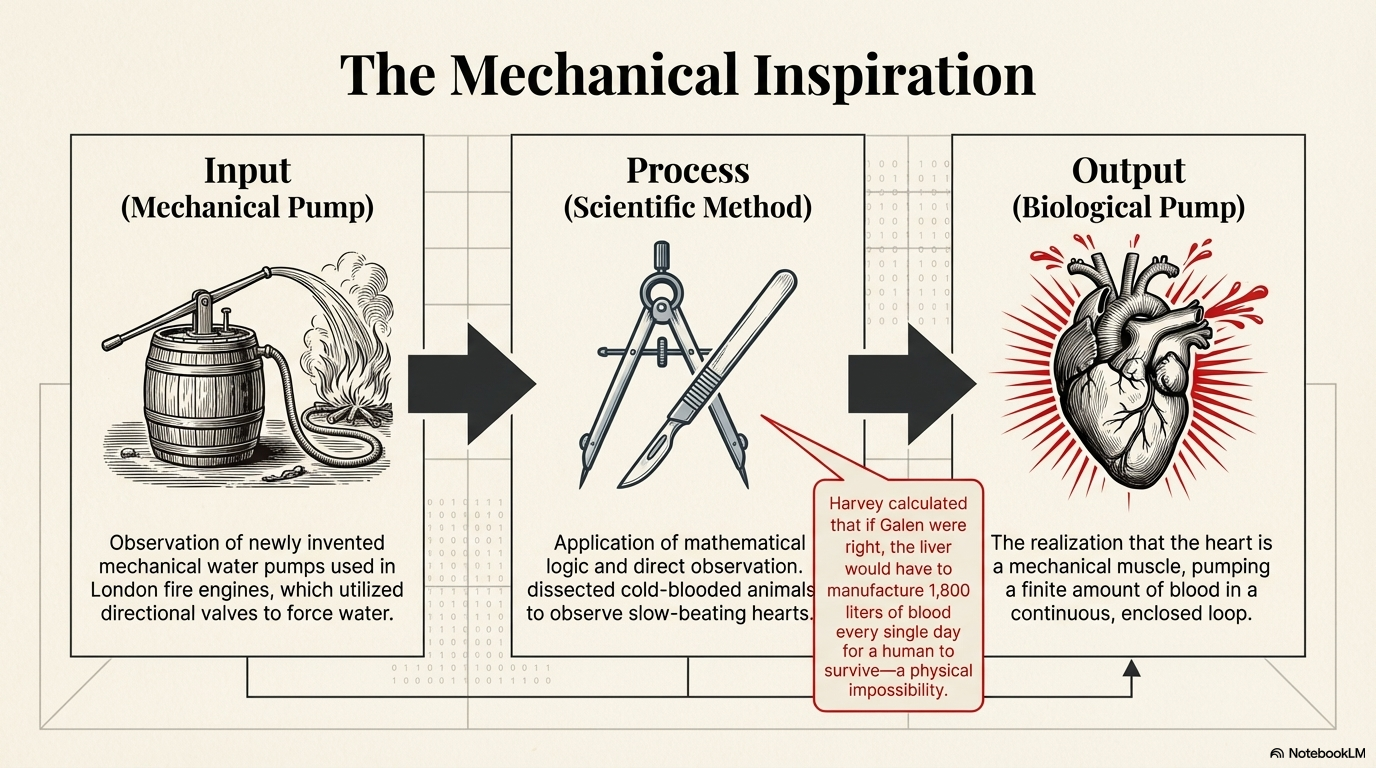 The Mechanical Inspiration
Input
(Mechanical Pump)
Observation of newly invented
mechanical water pumps used in
London fire engines, which utilized
directional valves to force water.
Process
(Scientific Method)
Application of mathematical
logic and direct observation.
dissected cold-blooded animals
to observe slow-beating hearts.
Harvey calculated
that if Galen were
right, the liver
would have to
manufacture 1,800
liters of blood
every single day
for a human to
survive—a physical
impossibility.
Output
(Biological Pump)
The realization that the heart is
a mechanical muscle, pumping
a finite amount of blood in a
continuous, enclosed loop.
NotebookLM